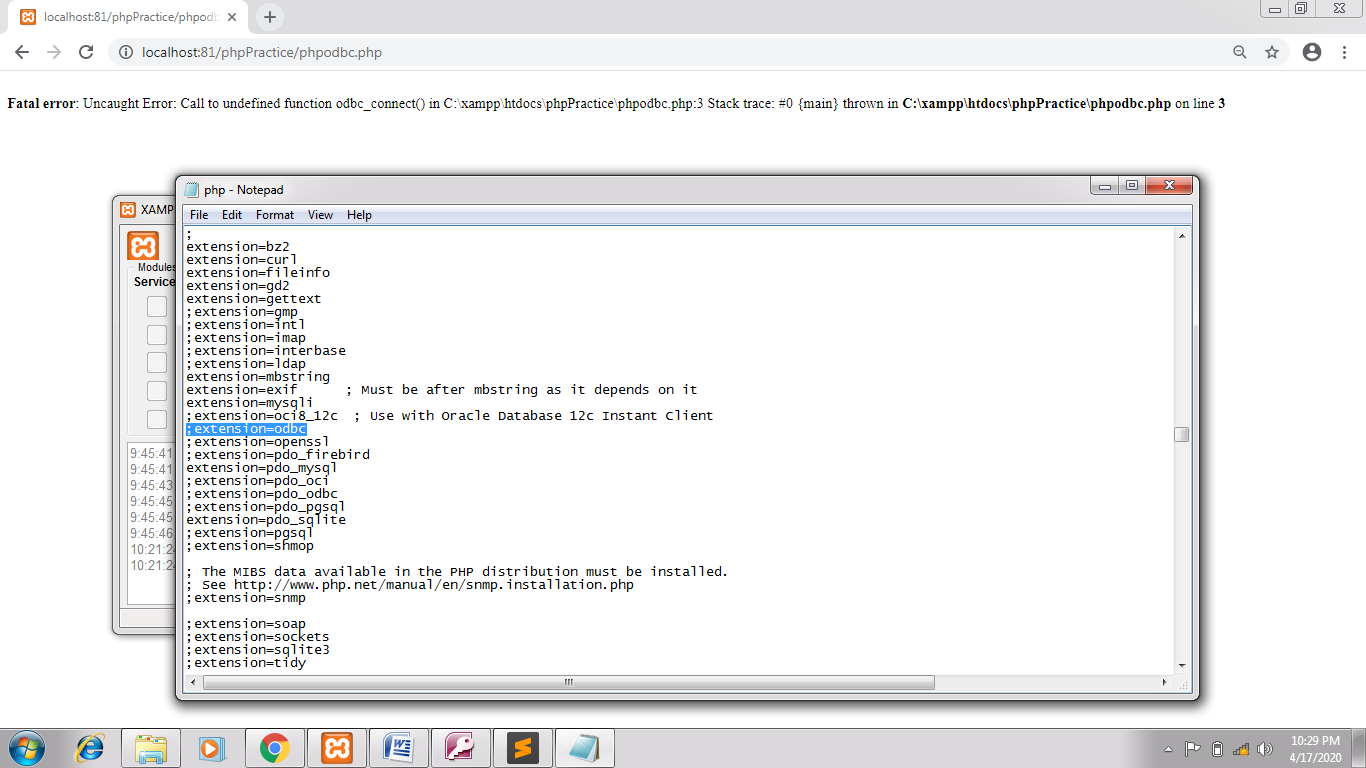 localhost:81/phpPractice/phpodb
localhost:81/phpPractice/phpodbc.php
Fatal error: Uncaught Error: Call to undefined function odbc_connect() in C:\xampp\htdocs\phpPractice\phpodbc.php:3 Stack trace: #0 {main} thrown in C:\xampp\htdocs\phpPractice\phpodbc.php on line 3
XAMP
Modules
Service
9:45:41
9:45:41
9:45:43
9:45:45
9:45:45
9:45:46
10:21:24
10:21:24
php - Notepad
File Edit Format View Help
;
extension=bz2
extension=curl
extension=fileinfo
extension=gd2
extension=gettext
;extension=gmp
;extension=intl
;extension=imap
;extension=interbase
;extension=ldap
extension=mbstring
extension=exif      ; Must be after mbstring as it depends on it
extension=mysqli
;extension=oci8_12c  ; Use with Oracle Database 12c Instant Client
;extension=odbc
;extension=openssl
;extension=pdo_firebird
extension=pdo_mysql
;extension=pdo_oci
;extension=pdo_odbc
;extension=pdo_pgsql
extension=pdo_sqlite
;extension=pgsql
;extension=shmop
; The MIBS data available in the PHP distribution must be installed.
; See http://www.php.net/manual/en/snmp.installation.php
;extension=snmp
;extension=soap
;extension=sockets
;extension=sqlite3
;extension=tidy
10:29 PM
4/17/2020